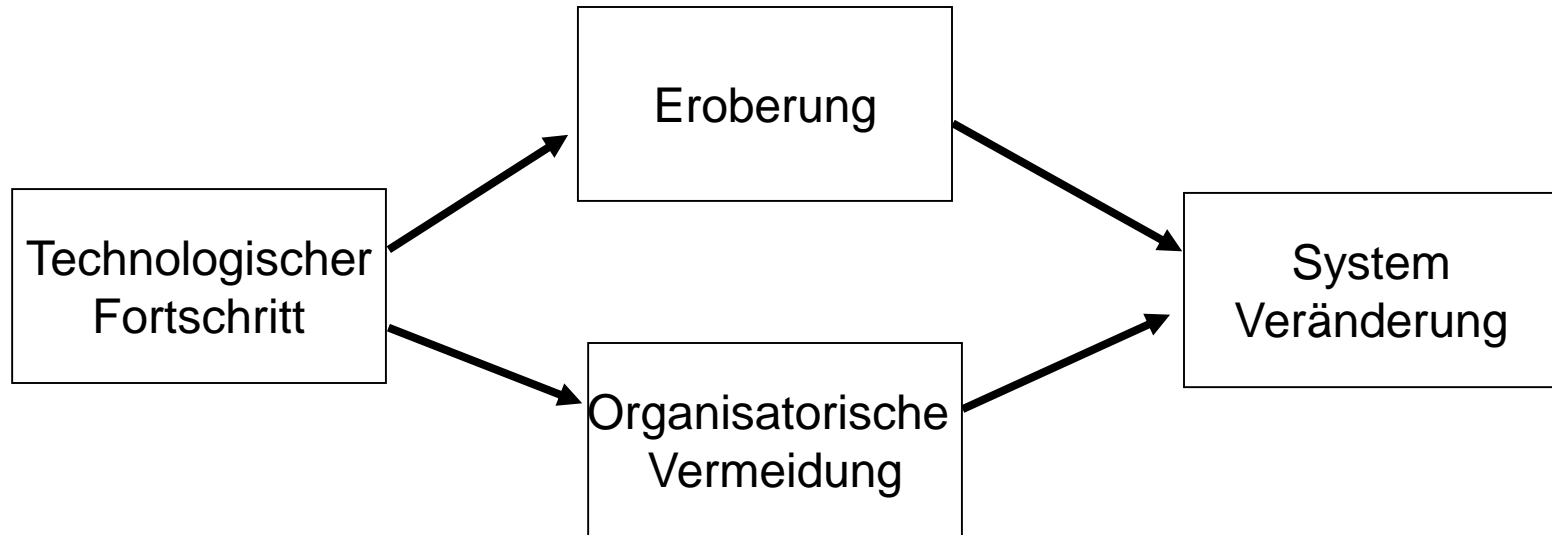 Eroberung
Technologischer
Fortschritt
System
Veränderung
Organisatorische
Vermeidung